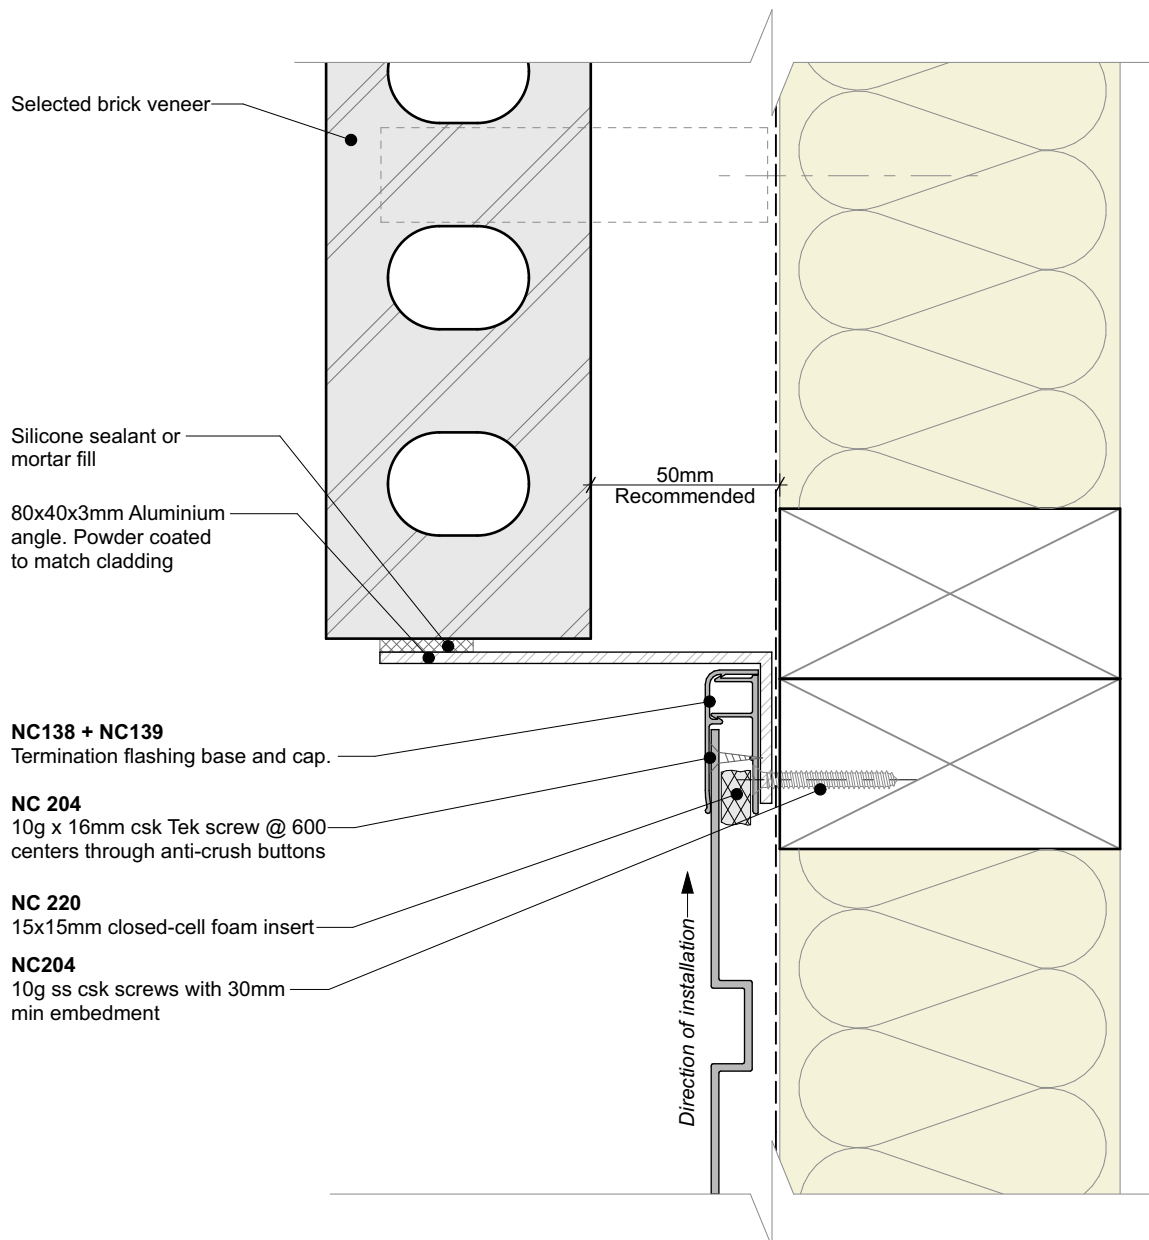 Selected brick veneer
Silicone sealant or
mortar fill
50mm
Recommended
80x40x3mm Aluminium
angle. Powder coated
to match cladding
NC138 + NC139
Termination flashing base and cap.
NC 204
10g x 16mm csk Tek screw @ 600
centers through anti-crush buttons
NC 220
15x15mm closed-cell foam insert
NC204
10g ss csk screws with 30mm
min embedment
Direction of installation